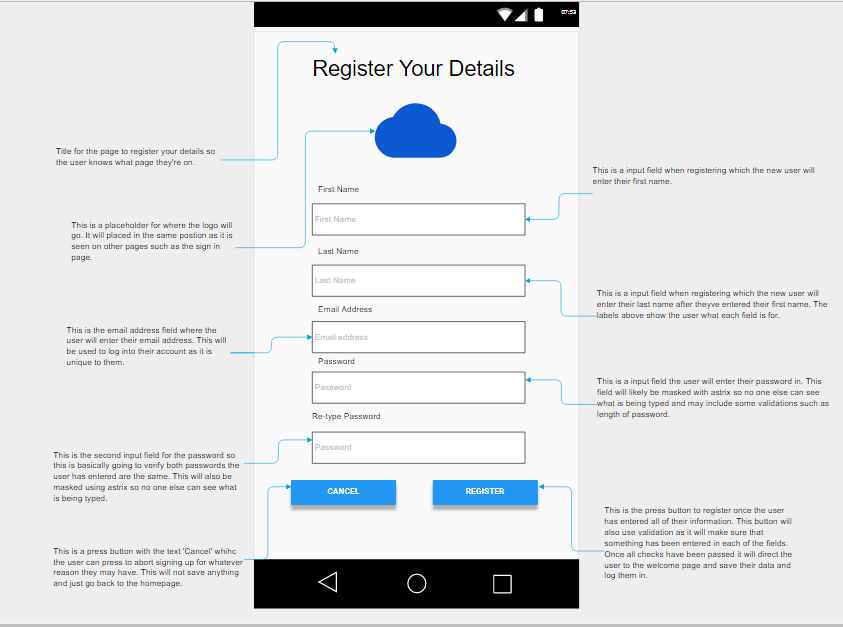 07:53
Register Your Details
Title for the page to register your details so
the user knows what page they're on.
This is a placeholder for where the logo will
go. It will placed in the same postion as it is
seen on other pages such as the sign in
page.
This is a input field when registering which the new user will
enter their first name.
First Name
First Name
Last Name
Last Name
This is a input field when registering which the new user will
enter their last name after theyve entered their first name. The
labels above show the user what each field is for.
Email Address
Email address
This is the email address field where the
user will enter their email address. This will
be used to log into their account as it is
unique to them.
Password
Password
This is a input field the user will enter their password in. This
field will likely be masked with astrix so no one else can see
what is being typed and may include some validations such as
length of password.
Re-type Password
Password
This is the second input field for the password so
this is basically going to verify both passwords the
user has entered are the same. This will also be
masked using astrix so no one else can see what
is being typed.
CANCEL
REGISTER
This is a press button with the text 'Cancel' whihc
the user can press to abort signing up for whatever
reason they may have. This will not save anything
and just go back to the homepage.
This is the press button to register once the user
has entered all of their information. This button will
also use validation as it will make sure that
something has been entered in each of the fields.
Once all checks have been passed it will direct the
user to the welcome page and save their data and
log them in.